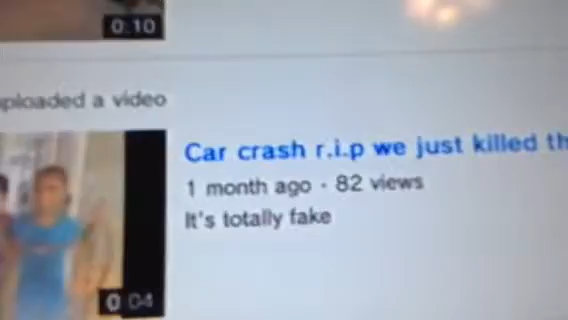 0:10
uploaded a video
Car crash r.i.p we just killed th
1 month ago · 82 views
It's totally fake
0:04